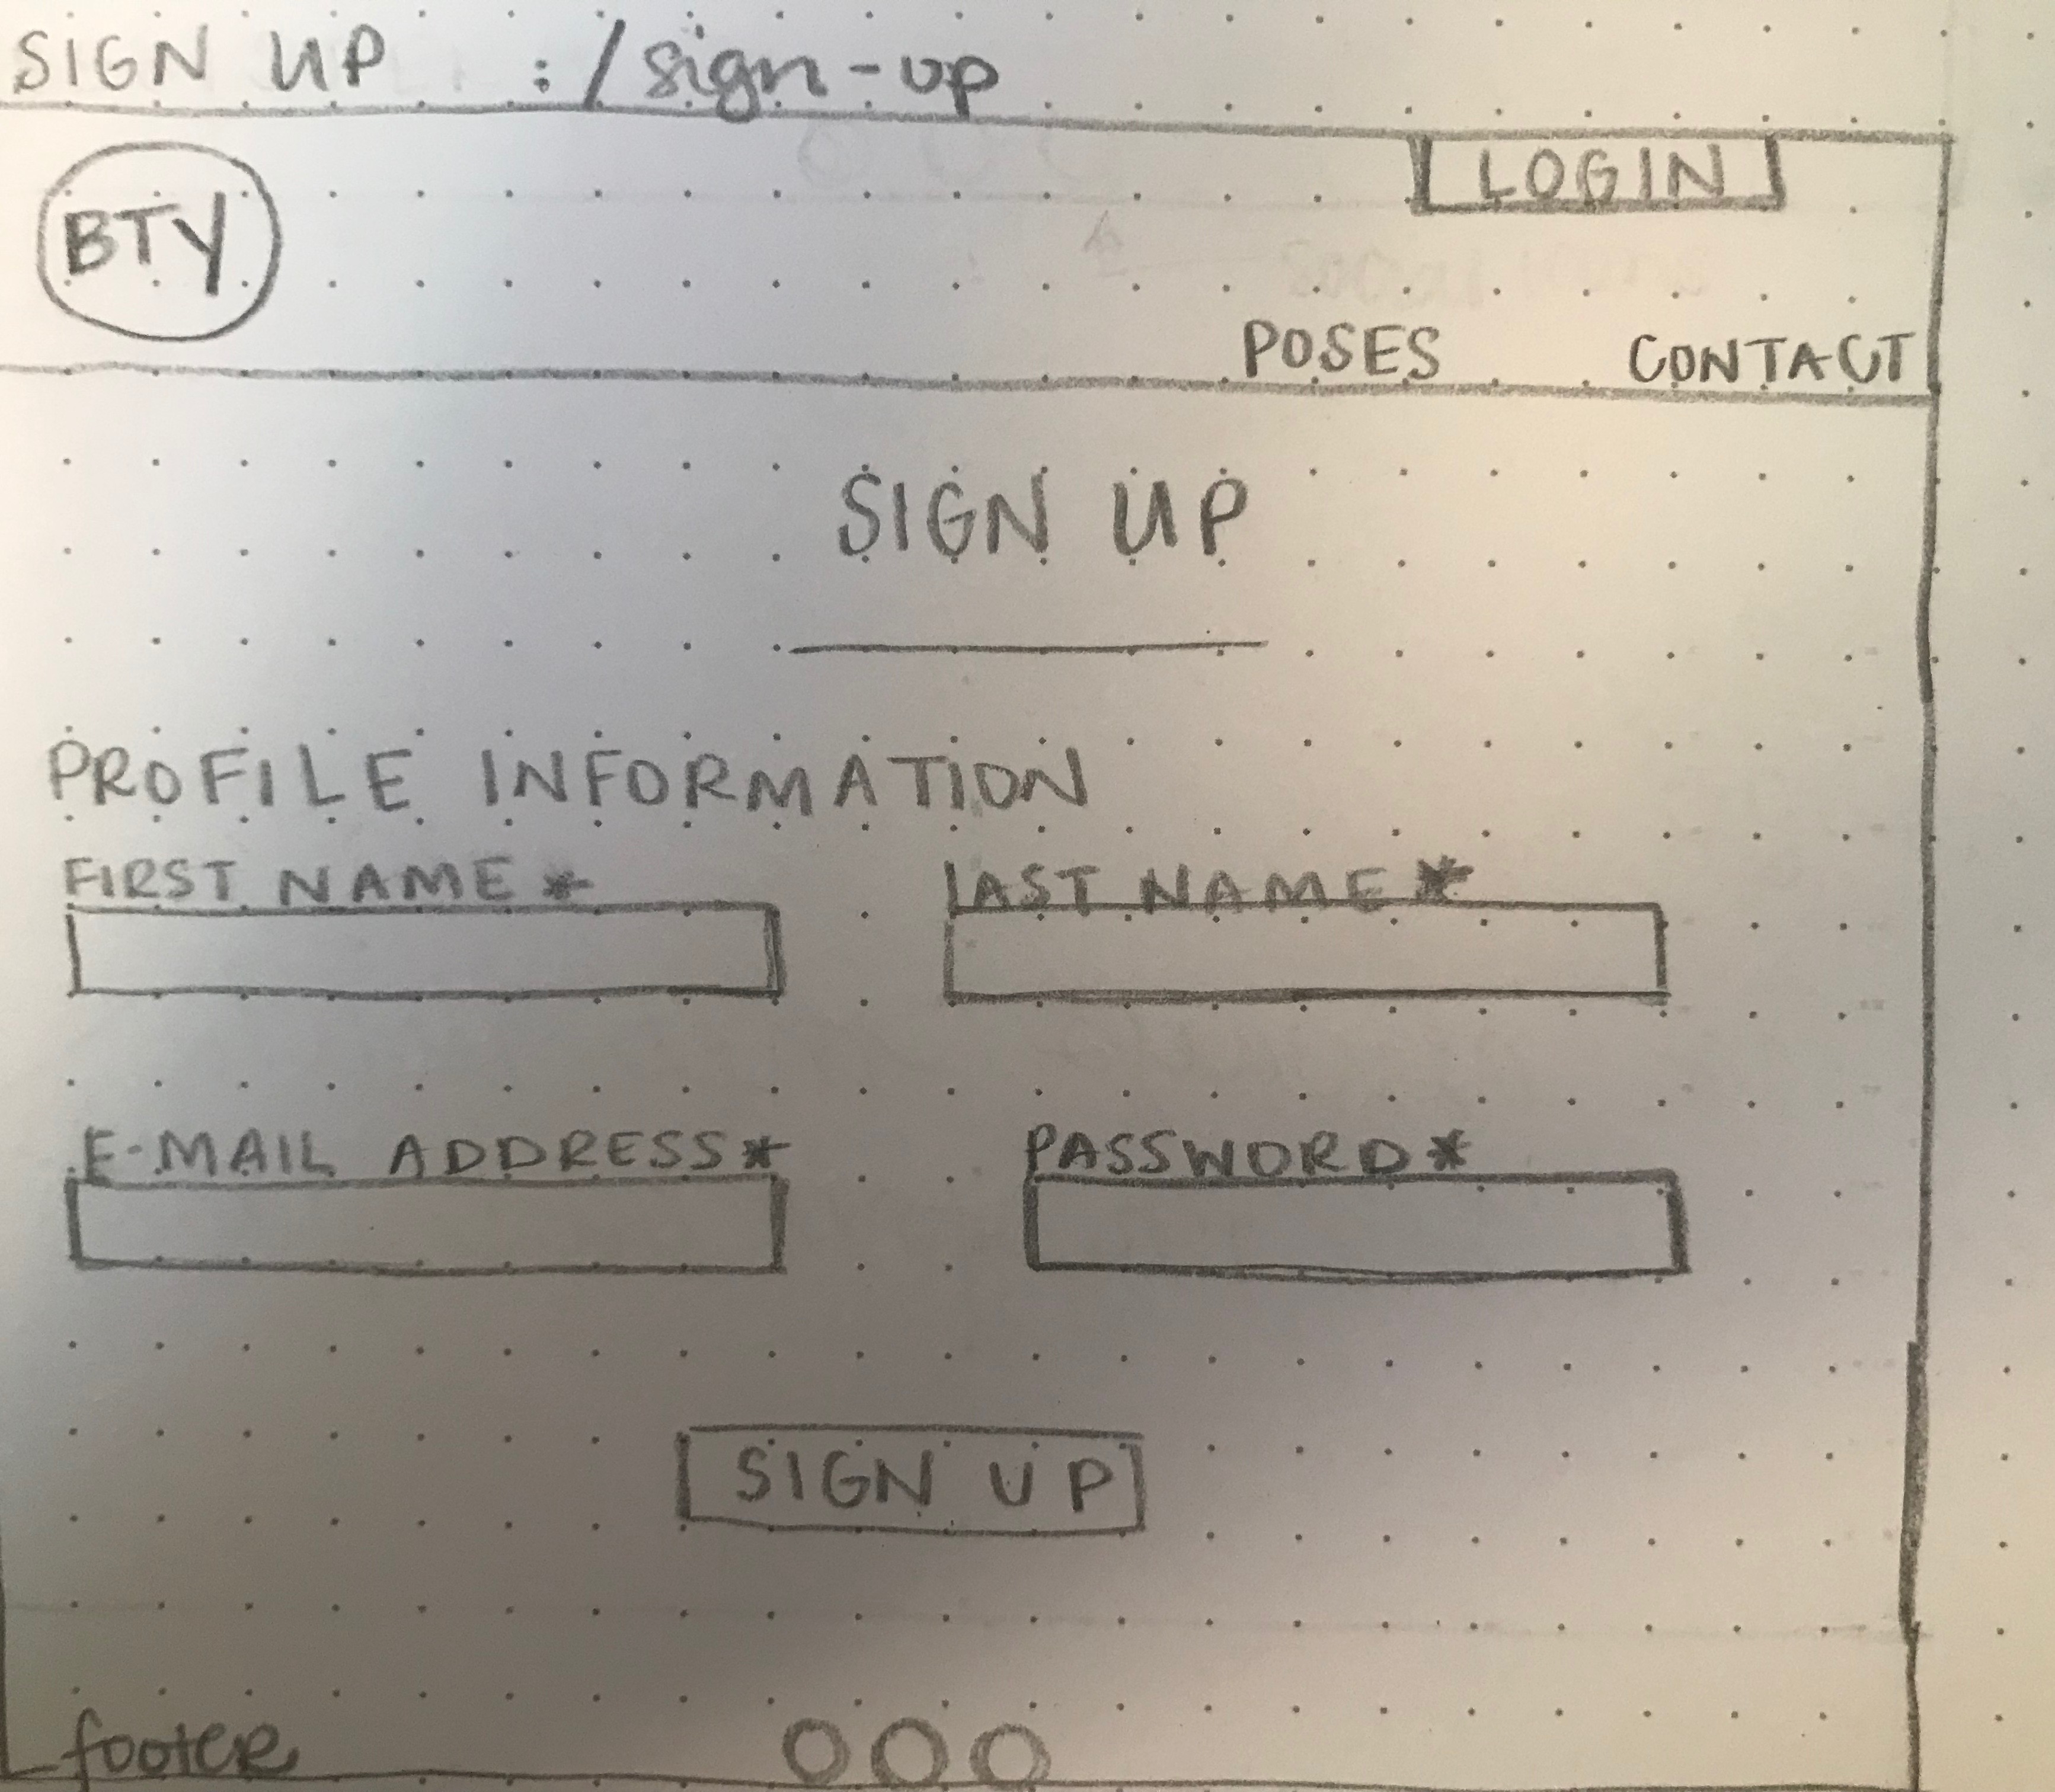 SIGN UP :/sign-up
LOGIN
BTY
POSES CONTACT
SIGN UP
PROFILE INFORMATION
FIRST NAME* LAST NAME*
E-MAIL ADDRESS* PASSWORD*
SIGN UP
footer